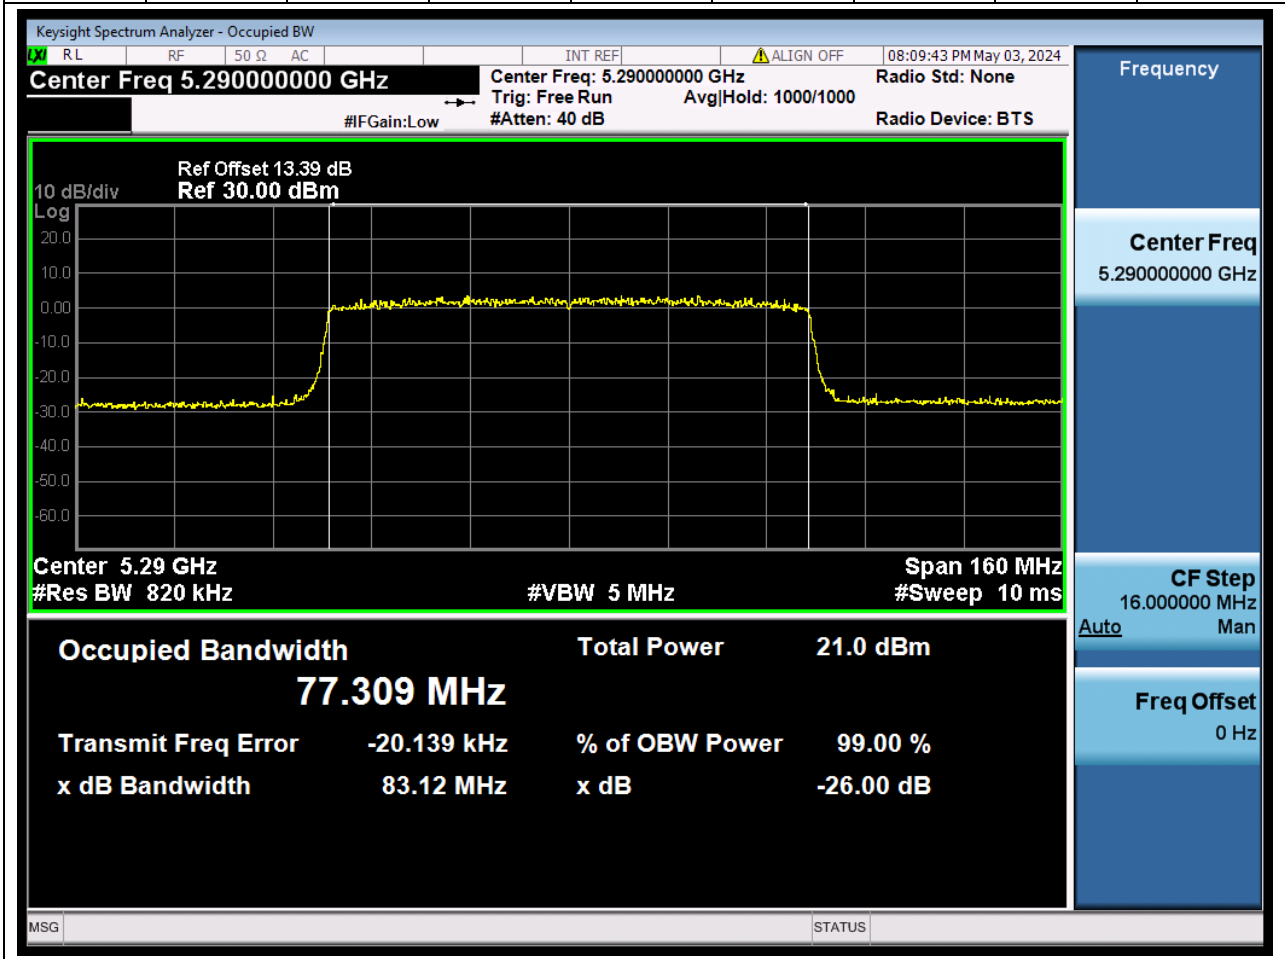 Keysight Spectrum Analyzer - Occupied BW
LXI RL RF 50 Ω AC INT REF ALIGN OFF 08:09:43 PM May 03, 2024
Center Freq 5.290000000 GHz
Center Freq: 5.290000000 GHz Radio Std: None
Trig: Free Run Avg|Hold: 1000/1000
#IFGain:Low #Atten: 40 dB Radio Device: BTS
Ref Offset 13.39 dB
10 dB/div Ref 30.00 dBm
Log
20.0
10.0
0.00
-10.0
-20.0
-30.0
-40.0
-50.0
-60.0
Center 5.29 GHz Span 160 MHz
#Res BW 820 kHz #VBW 5 MHz #Sweep 10 ms
Occupied Bandwidth Total Power 21.0 dBm
77.309 MHz
Transmit Freq Error -20.139 kHz % of OBW Power 99.00 %
x dB Bandwidth 83.12 MHz x dB -26.00 dB
MSG STATUS
Frequency
Center Freq
5.290000000 GHz
CF Step
16.000000 MHz
Auto Man
Freq Offset
0 Hz